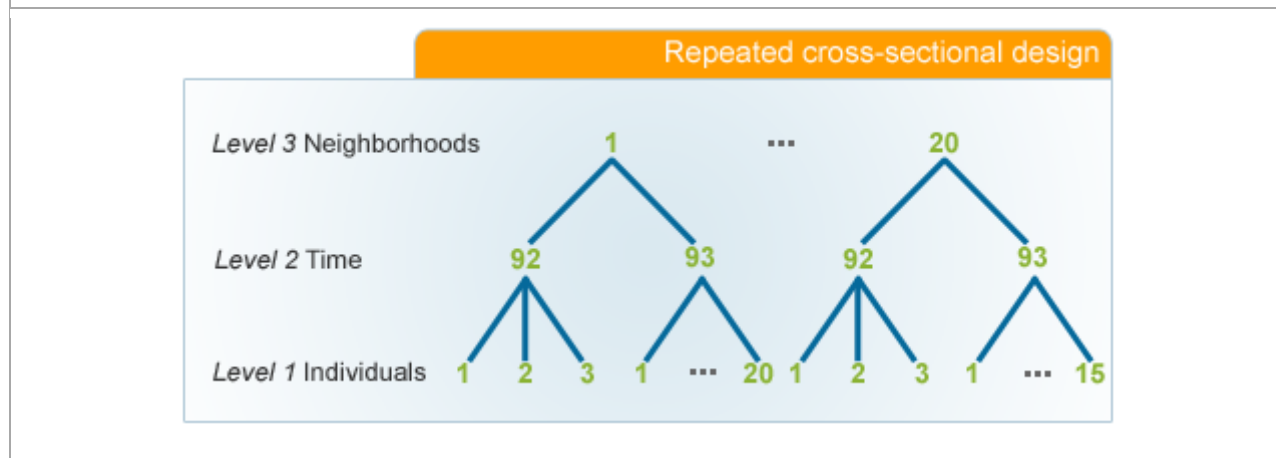 Repeated cross-sectional design
Level 3 Neighborhoods 1 ... 20
Level 2 Time 92 93 92 93
Level 1 Individuals 1 2 3 1 ... 20 1 2 3 1 ... 15